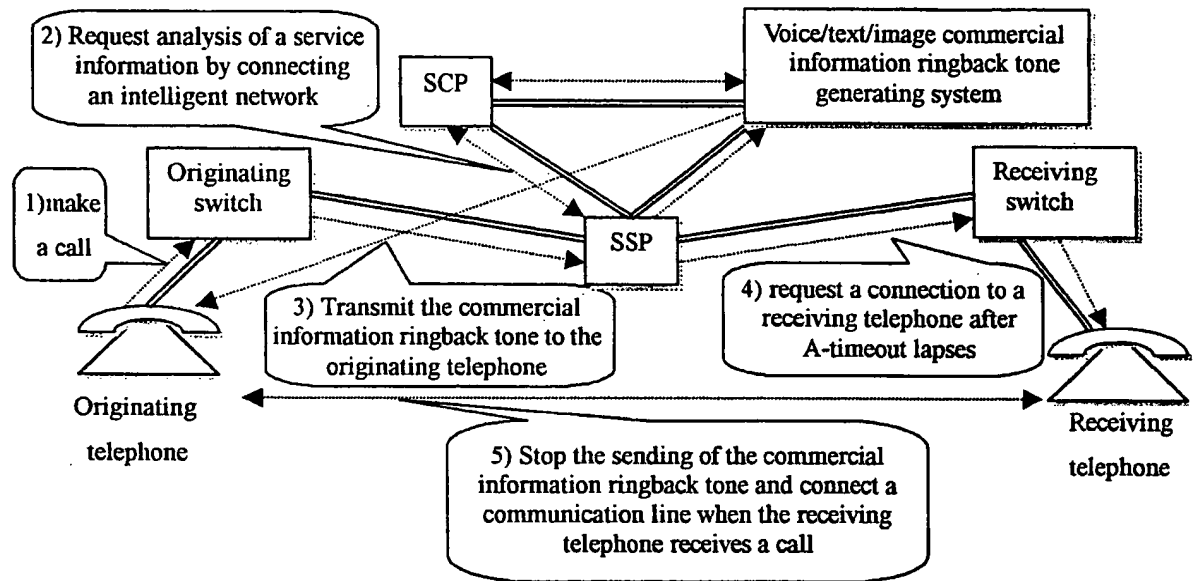 2) Request analysis of a service
information by connecting
an intelligent network
SCP
Voice/text/image commercial
information ringback tone
generating system
1)make
a call
Originating
switch
SSP
Receiving
switch
3) Transmit the commercial
information ringback tone to the
originating telephone
4) request a connection to a
receiving telephone after
A-timeout lapses
Originating
telephone
Receiving
telephone
5) Stop the sending of the commercial
information ringback tone and connect a
communication line when the receiving
telephone receives a call